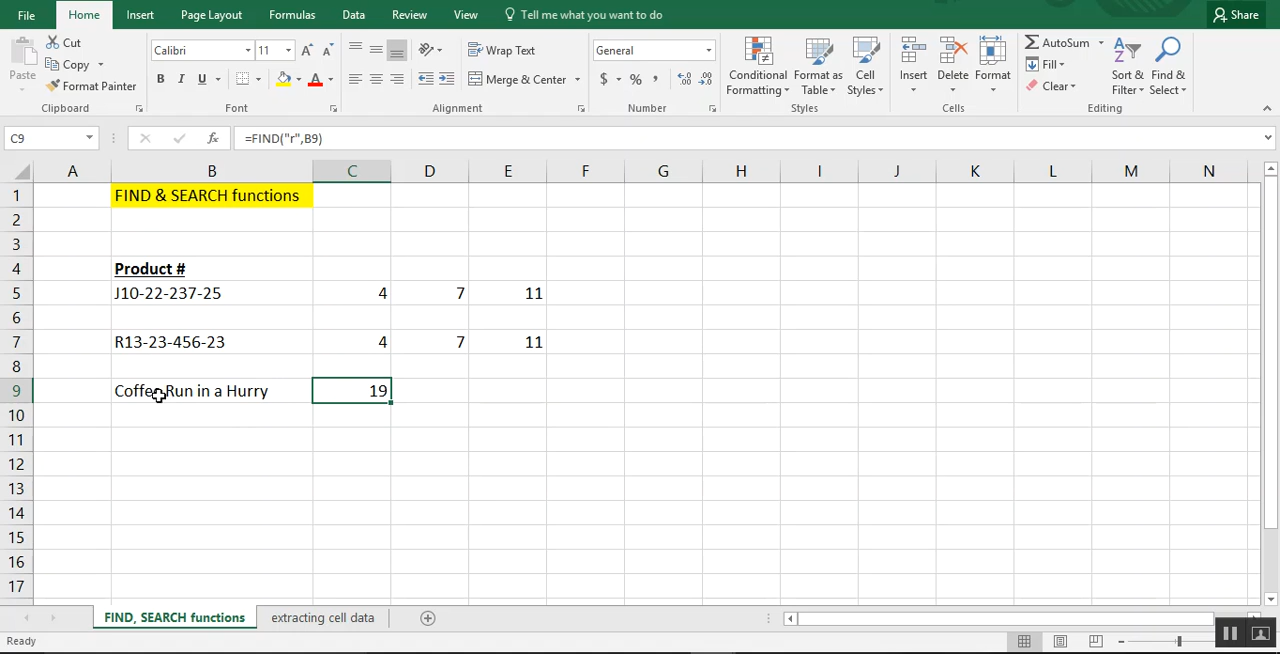 File Home Insert Page Layout Formulas Data Review View Tell me what you want to do Share
Paste Cut Copy Format Painter
Calibri 11 B I U A
Wrap Text Merge & Center
General $ % ,
Conditional Formatting Format as Table Cell Styles
Insert Delete Format
AutoSum Fill Clear Sort & Filter Find & Select
Clipboard Font Alignment Number Styles Cells Editing
C9 fx =FIND("r",B9)
A B C D E F G H I J K L M N
1 FIND & SEARCH functions
2
3
4 Product #
5 J10-22-237-25 4 7 11
6
7 R13-23-456-23 4 7 11
8
9 Coffee Run in a Hurry 19
10
11
12
13
14
15
16
17
FIND, SEARCH functions extracting cell data
Ready